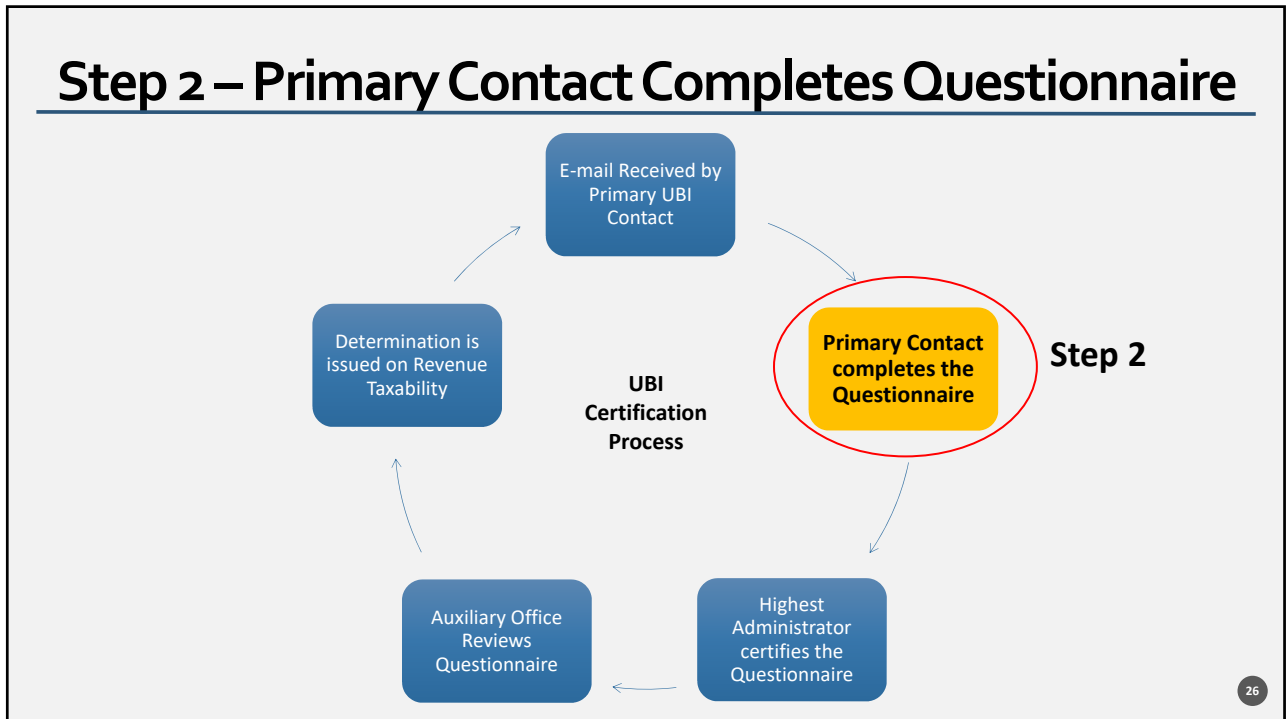 Step 2 – Primary Contact Completes Questionnaire
E-mail Received by
Primary UBI
Contact
Primary Contact
completes the
Questionnaire
Step 2
Highest
Administrator
certifies the
Questionnaire
Auxiliary Office
Reviews
Questionnaire
Determination is
issued on Revenue
Taxability
UBI
Certification
Process
26